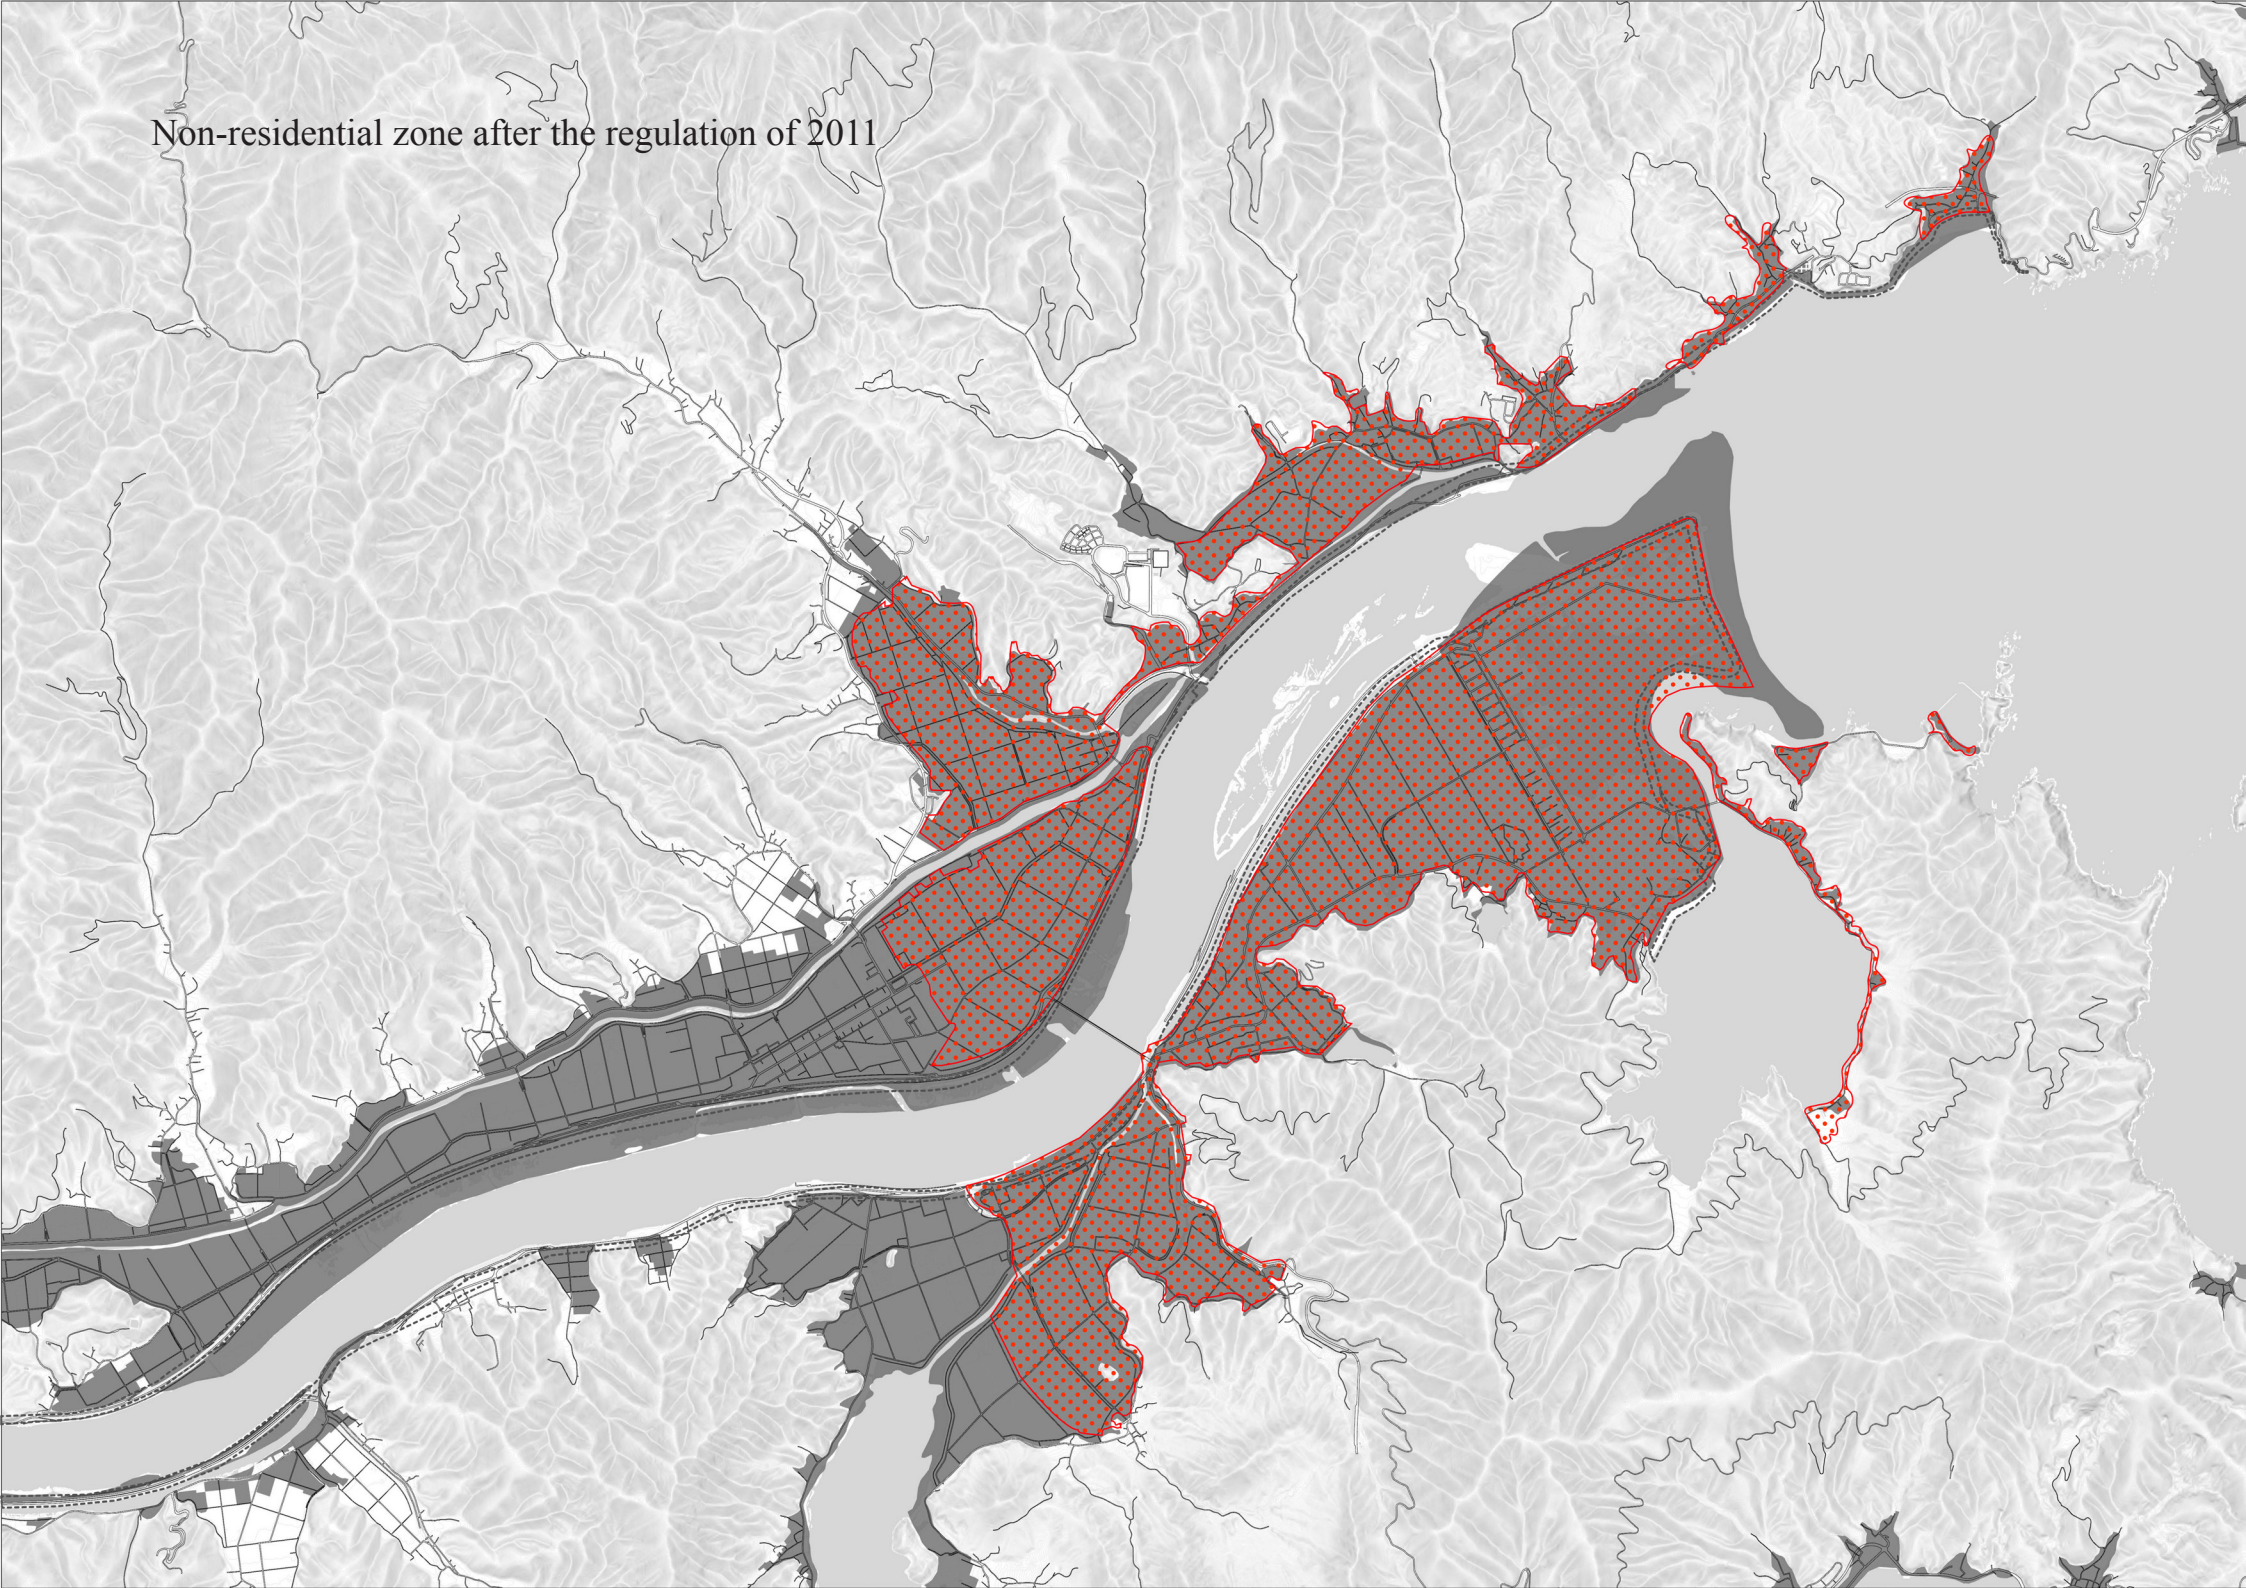 Non-residential zone after the regulation of 2011